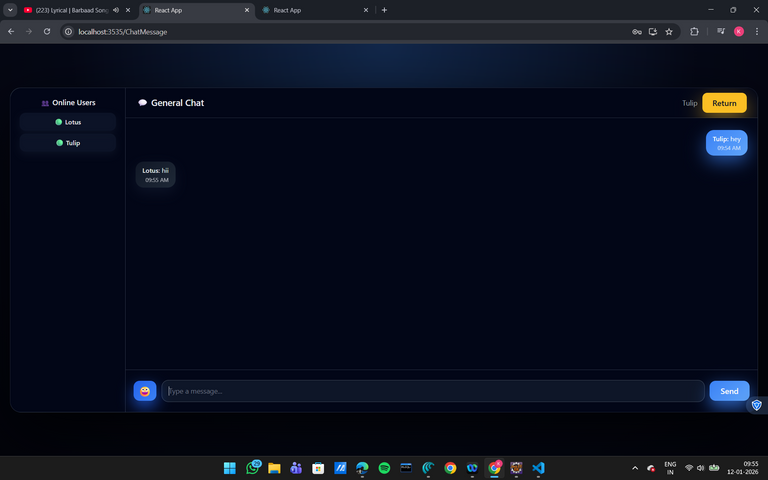 (223) Lyrical | Barbaad Song
React App
React App
localhost:3535/ChatMessage
K
Online Users
Lotus
Tulip
General Chat
Tulip
Return
Tulip: hey
09:54 AM
Lotus: hii
09:55 AM
Type a message...
Send
26
ENG
IN
09:55
12-01-2026